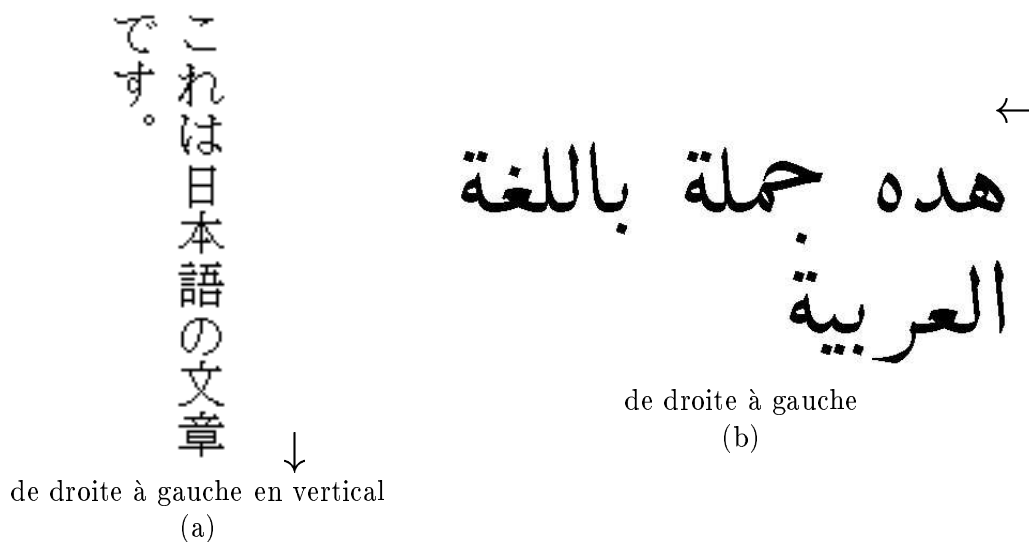 これは日本語の文章
です。
↓
de droite à gauche en vertical
(a)
←
هده جملة باللغة
العربية
de droite à gauche
(b)